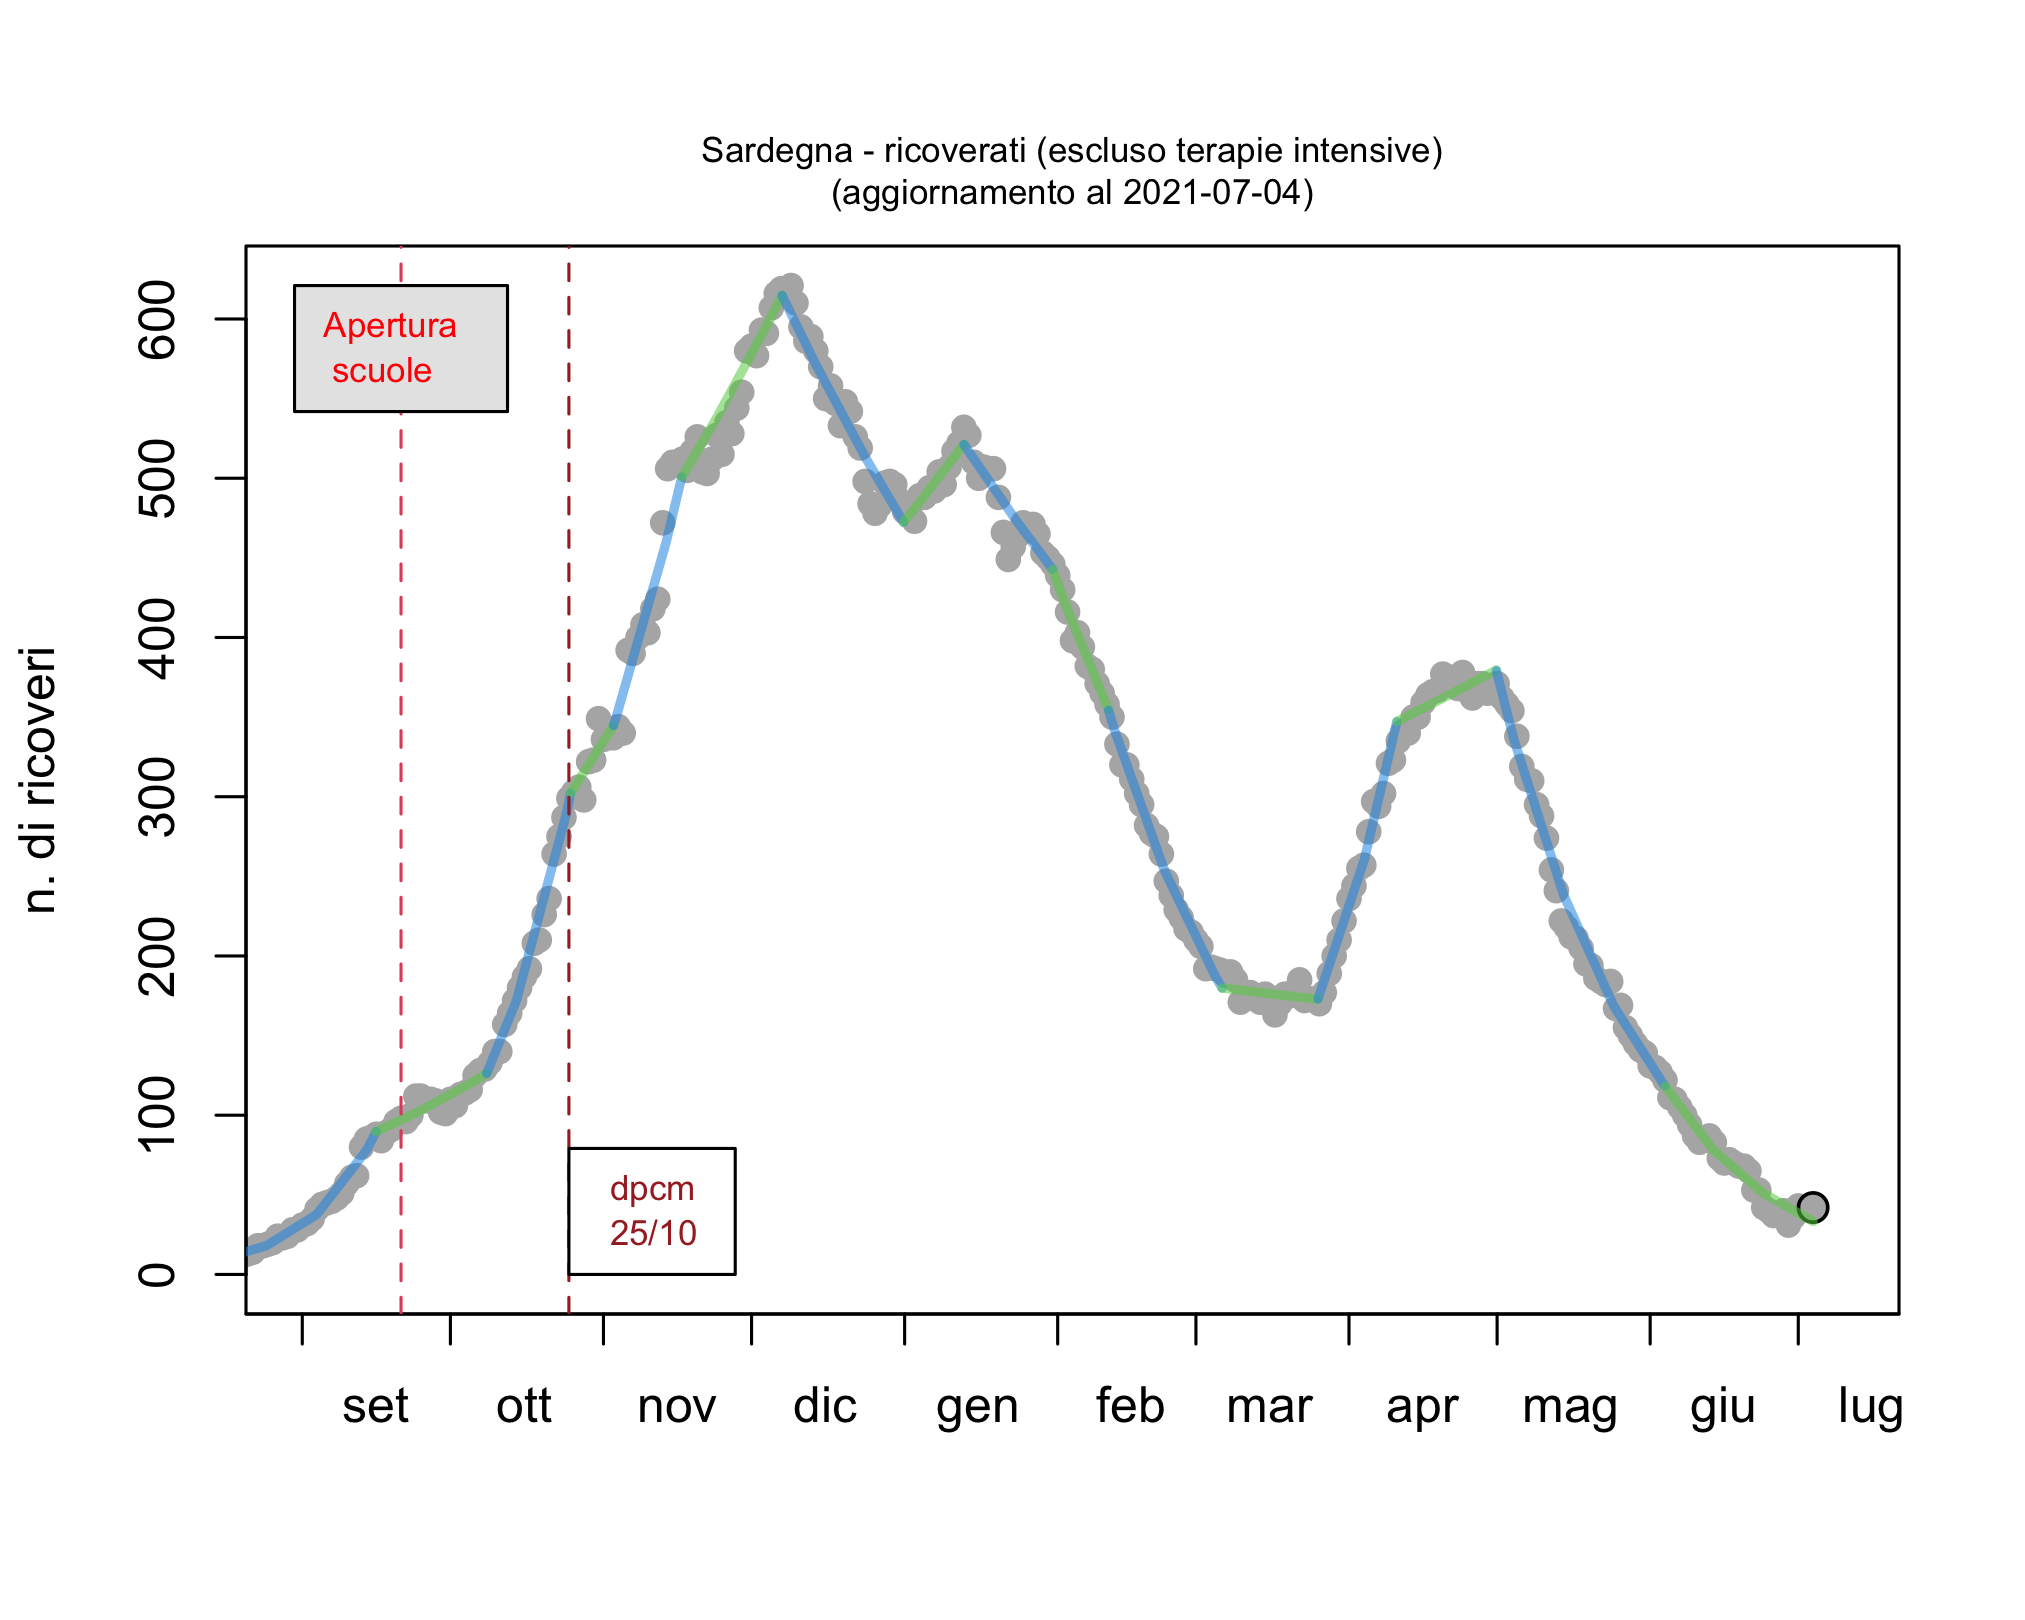 Sardegna - ricoverati (escluso terapie intensive)
(aggiornamento al 2021-07-04)
n. di ricoveri
600
500
400
300
200
100
0
Apertura
scuole
dpcm
25/10
set ott nov dic gen feb mar apr mag giu lug